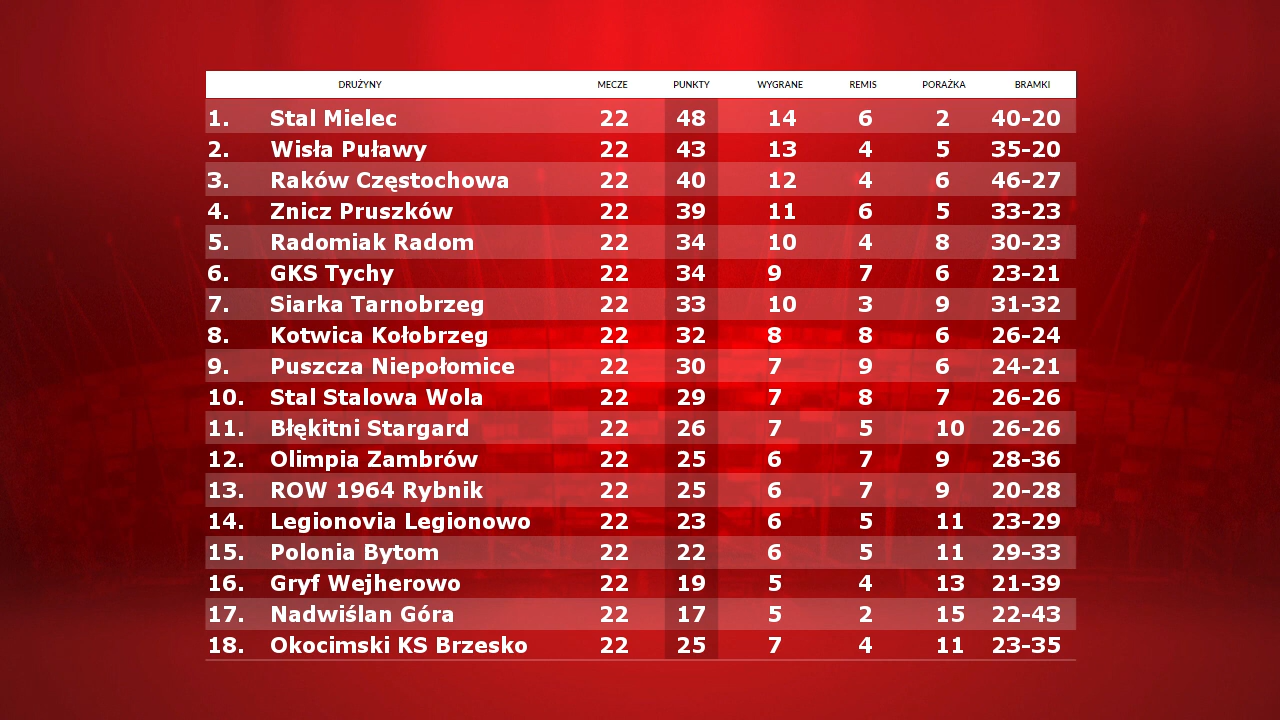 DRUŻYNY MECZE PUNKTY WYGRANE REMIS PORAŻKA BRAMKI
1. Stal Mielec 22 48 14 6 2 40-20
2. Wisła Puławy 22 43 13 4 5 35-20
3. Raków Częstochowa 22 40 12 4 6 46-27
4. Znicz Pruszków 22 39 11 6 5 33-23
5. Radomiak Radom 22 34 10 4 8 30-23
6. GKS Tychy 22 34 9 7 6 23-21
7. Siarka Tarnobrzeg 22 33 10 3 9 31-32
8. Kotwica Kołobrzeg 22 32 8 8 6 26-24
9. Puszcza Niepołomice 22 30 7 9 6 24-21
10. Stal Stalowa Wola 22 29 7 8 7 26-26
11. Błękitni Stargard 22 26 7 5 10 26-26
12. Olimpia Zambrów 22 25 6 7 9 28-36
13. ROW 1964 Rybnik 22 25 6 7 9 20-28
14. Legionovia Legionowo 22 23 6 5 11 23-29
15. Polonia Bytom 22 22 6 5 11 29-33
16. Gryf Wejherowo 22 19 5 4 13 21-39
17. Nadwiślan Góra 22 17 5 2 15 22-43
18. Okocimski KS Brzesko 22 25 7 4 11 23-35